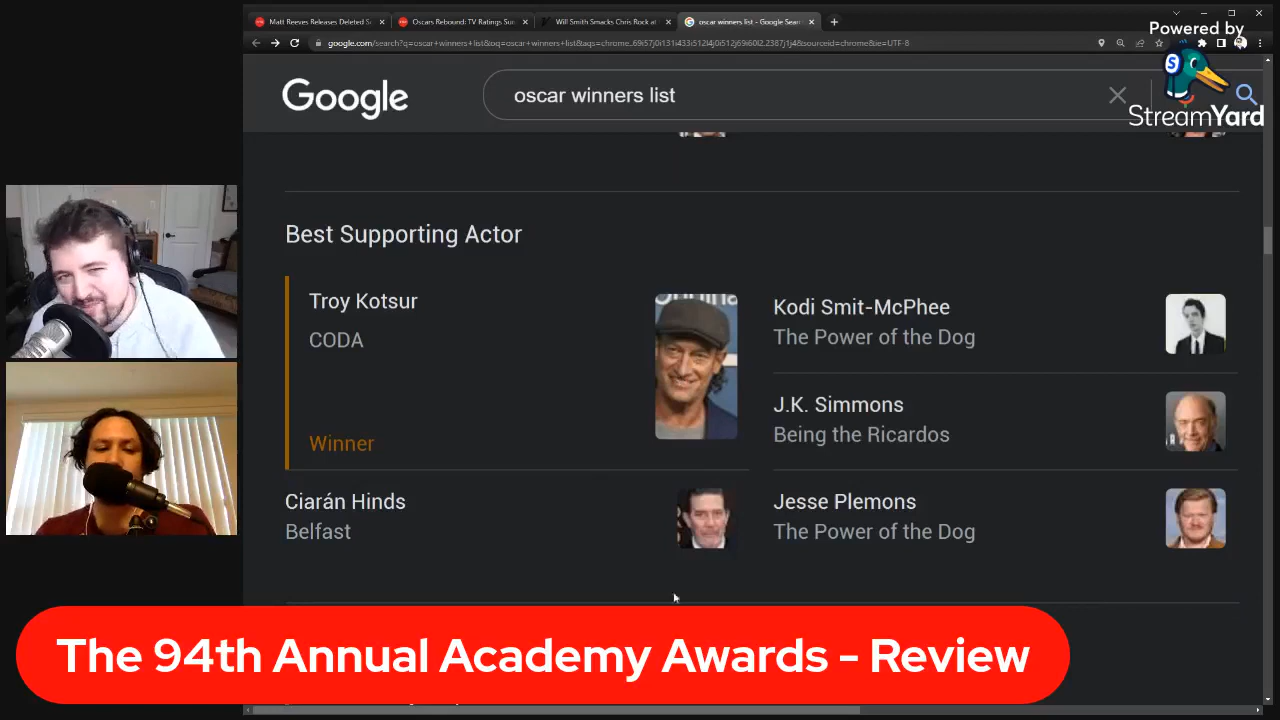 Matt Reeves Releases Deleted S
Oscars Rebound: TV Ratings Sur
Will Smith Smacks Chris Rock at
oscar winners list - Google Sear
Powered by
StreamYard
Google
oscar winners list
Best Supporting Actor
Troy Kotsur
CODA
Winner
Kodi Smit-McPhee
The Power of the Dog
J.K. Simmons
Being the Ricardos
Ciarán Hinds
Belfast
Jesse Plemons
The Power of the Dog
The 94th Annual Academy Awards - Review